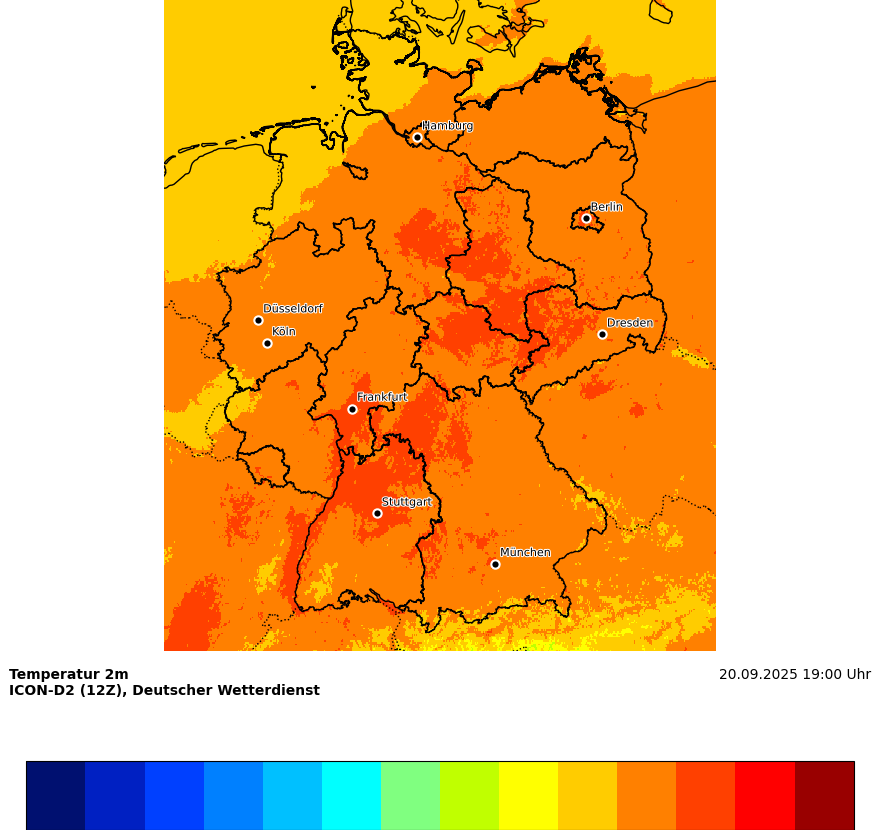 Hamburg
Berlin
Düsseldorf
Köln
Dresden
Frankfurt
Stuttgart
München
Temperatur 2m
20.09.2025 19:00 Uhr
ICON-D2 (12Z), Deutscher Wetterdienst